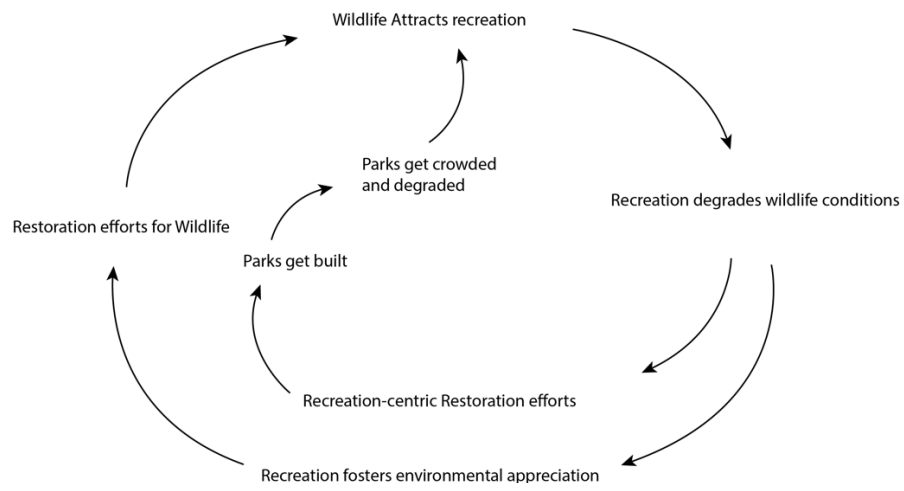 Wildlife Attracts recreation
Parks get crowded
and degraded
Recreation degrades wildlife conditions
Restoration efforts for Wildlife
Parks get built
Recreation-centric Restoration efforts
Recreation fosters environmental appreciation